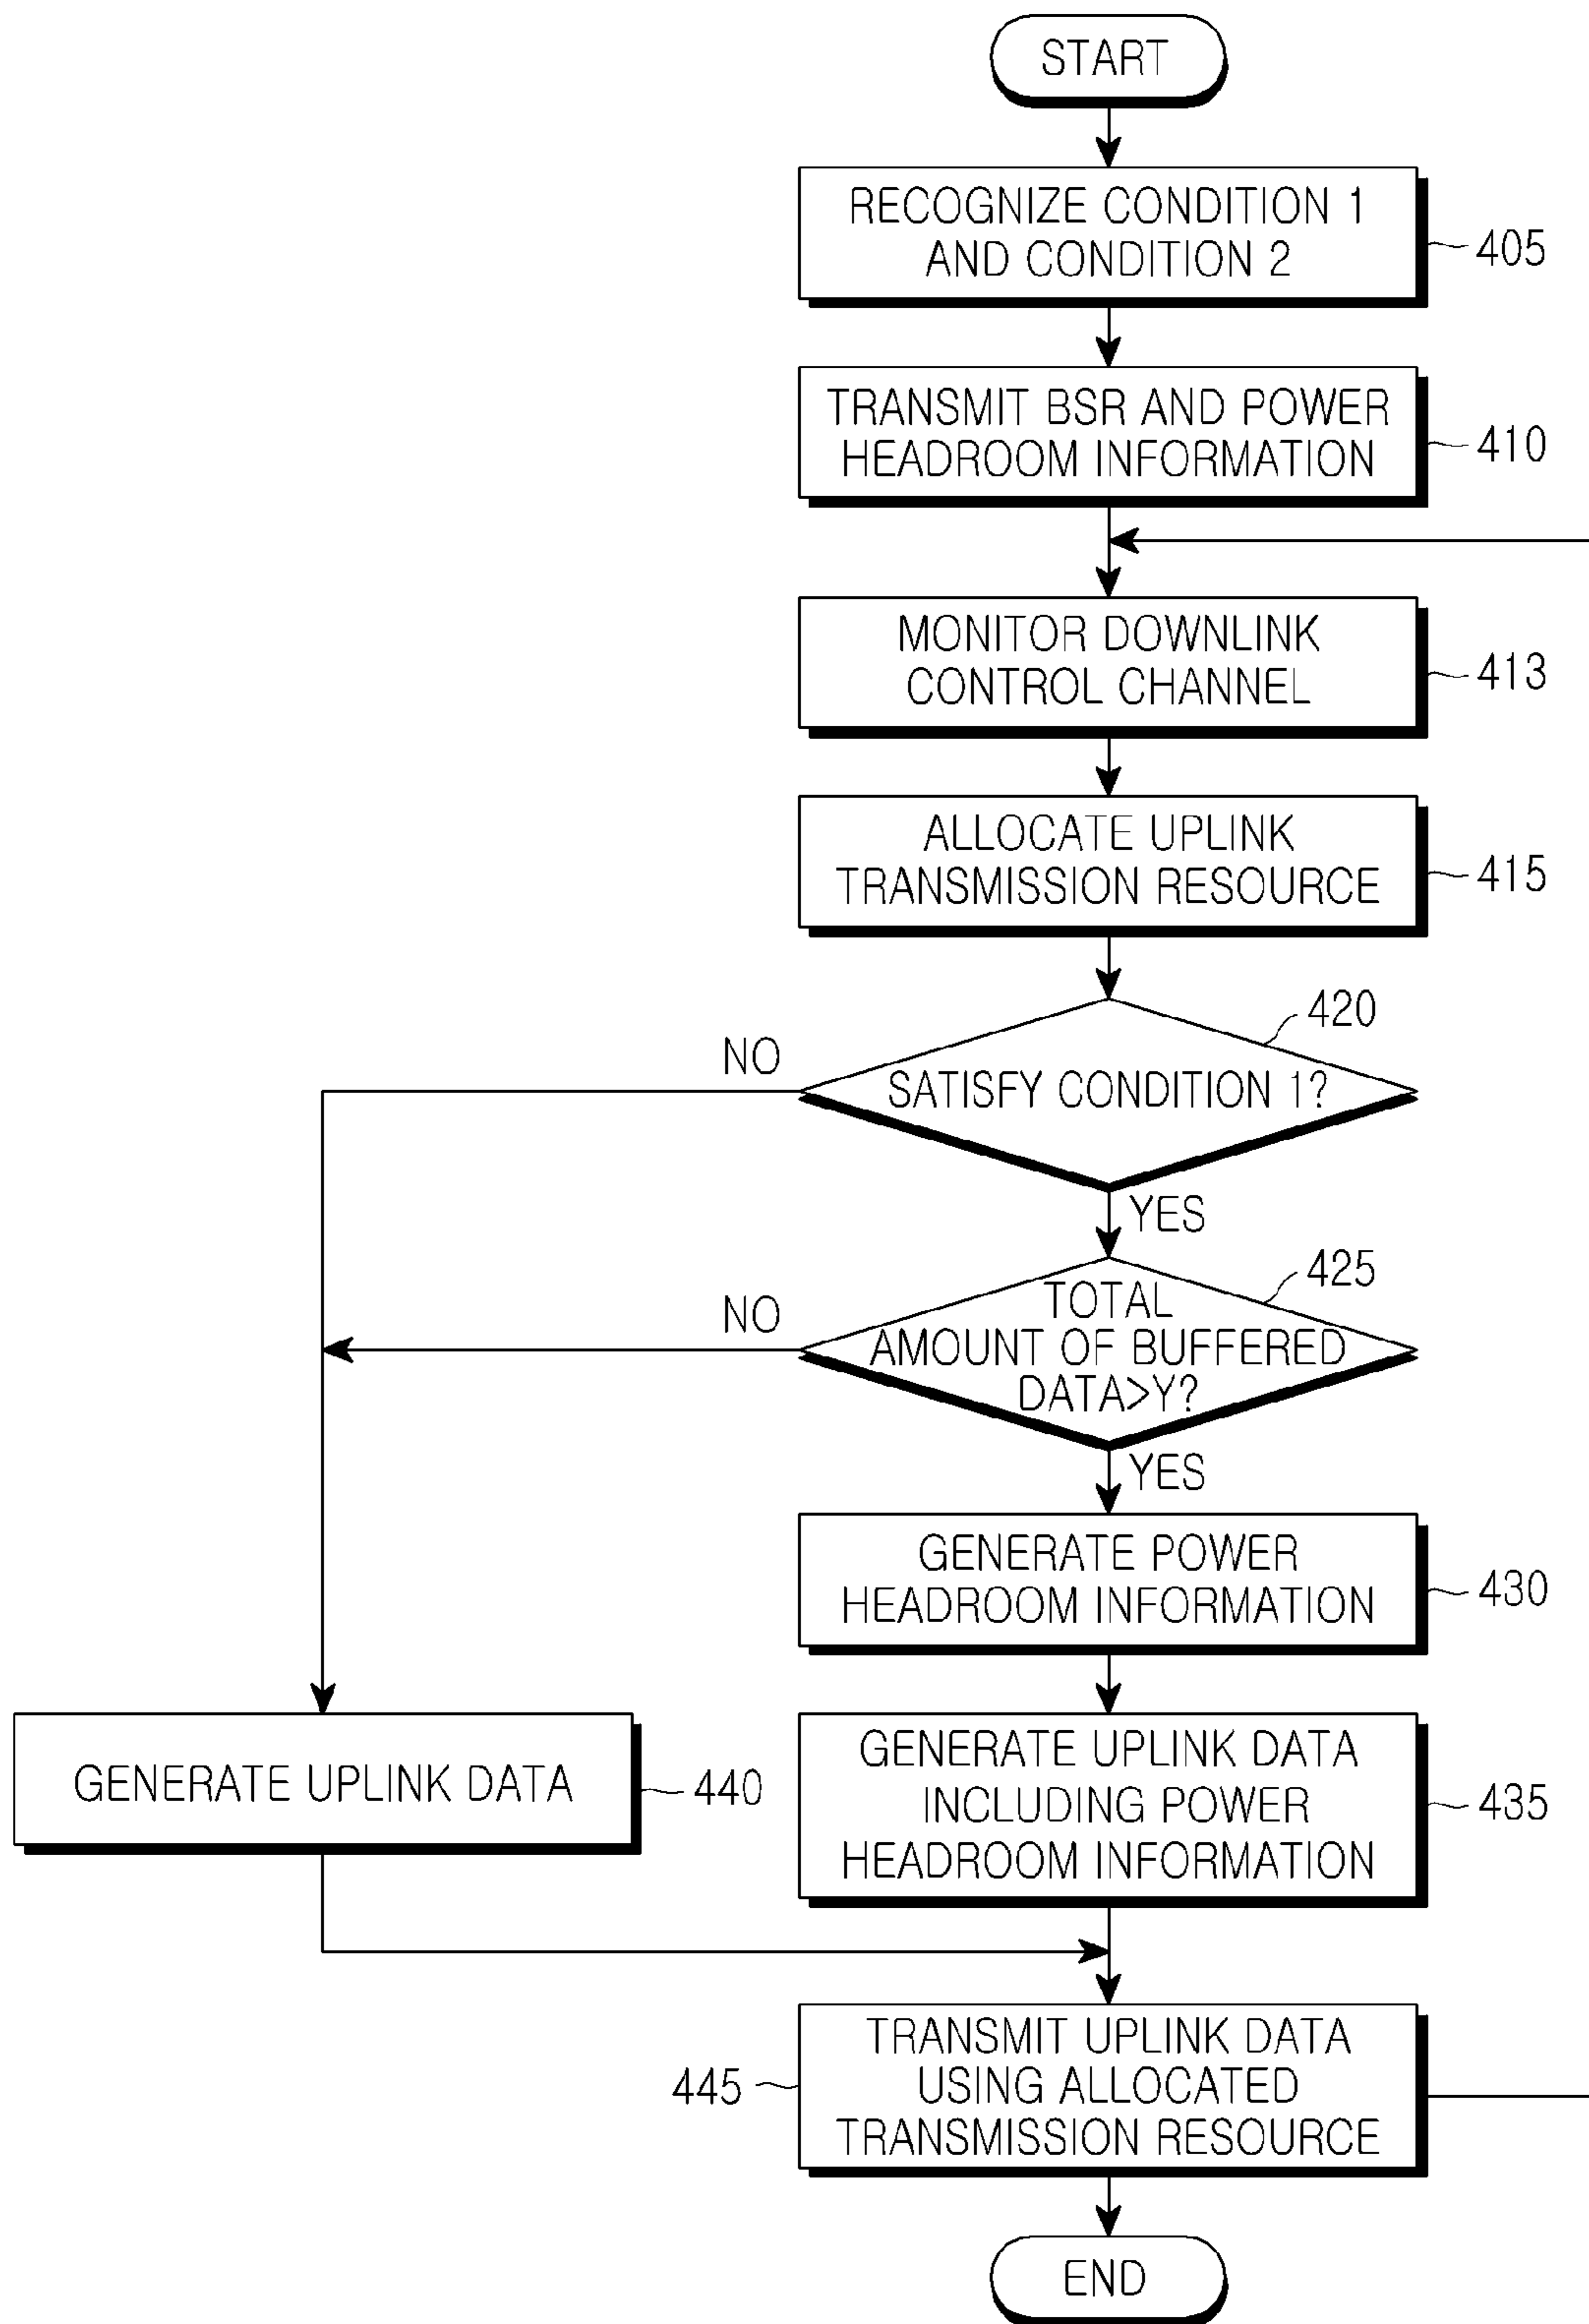 START
RECOGNIZE CONDITION 1
AND CONDITION 2
405
TRANSMIT BSR AND POWER
HEADROOM INFORMATION
410
MONITOR DOWNLINK
CONTROL CHANNEL
413
ALLOCATE UPLINK
TRANSMISSION RESOURCE
415
420
NO
SATISFY CONDITION 1?
YES
425
NO
TOTAL
AMOUNT OF BUFFERED
DATA>Y?
YES
GENERATE POWER
HEADROOM INFORMATION
430
GENERATE UPLINK DATA
440
GENERATE UPLINK DATA
INCLUDING POWER
HEADROOM INFORMATION
435
TRANSMIT UPLINK DATA
USING ALLOCATED
TRANSMISSION RESOURCE
445
END